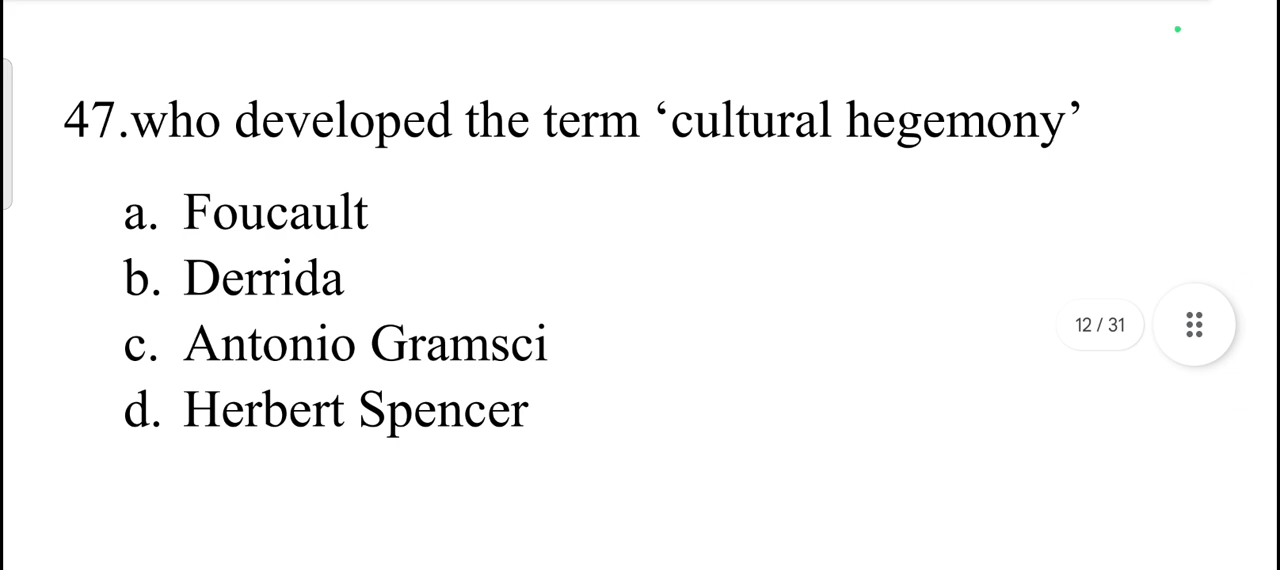 47.who developed the term ‘cultural hegemony’
a. Foucault
b. Derrida
c. Antonio Gramsci
12 / 31
d. Herbert Spencer